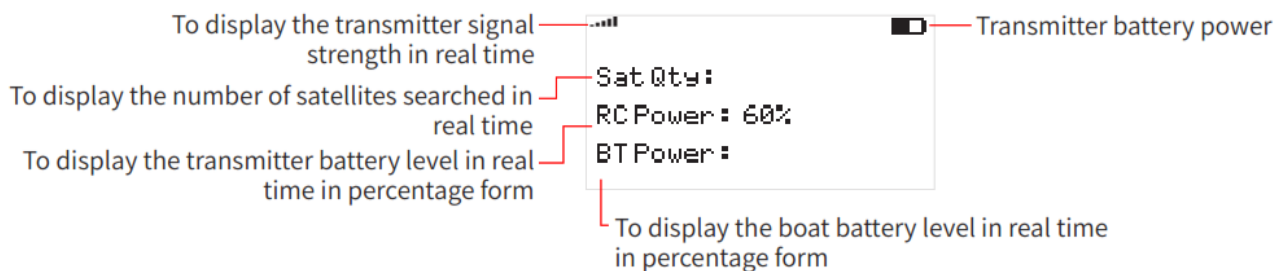 To display the transmitter signal
strength in real time
Transmitter battery power
To display the number of satellites searched in
real time
To display the transmitter battery level in real
time in percentage form
Sat Qty:
RC Power: 60%
BT Power:
To display the boat battery level in real time
in percentage form